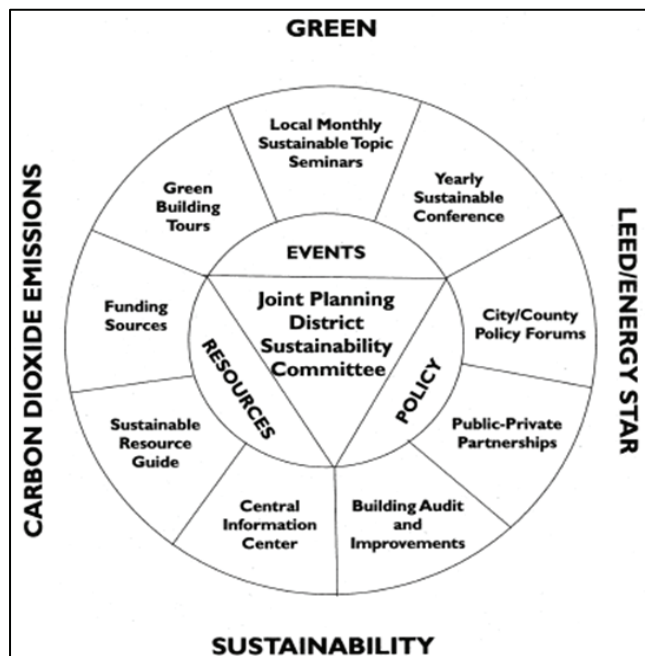 GREEN
Local Monthly
Sustainable Topic
Seminars
Green
Building
Tours
Yearly
Sustainable
Conference
EVENTS
CARBON DIOXIDE EMISSIONS
LEED/ENERGY STAR
Funding
Sources
Joint Planning
District
Sustainability
Committee
City/County
Policy Forums
RESOURCES
POLICY
Sustainable
Resource
Guide
Public-Private
Partnerships
Central
Information
Center
Building Audit
and
Improvements
SUSTAINABILITY